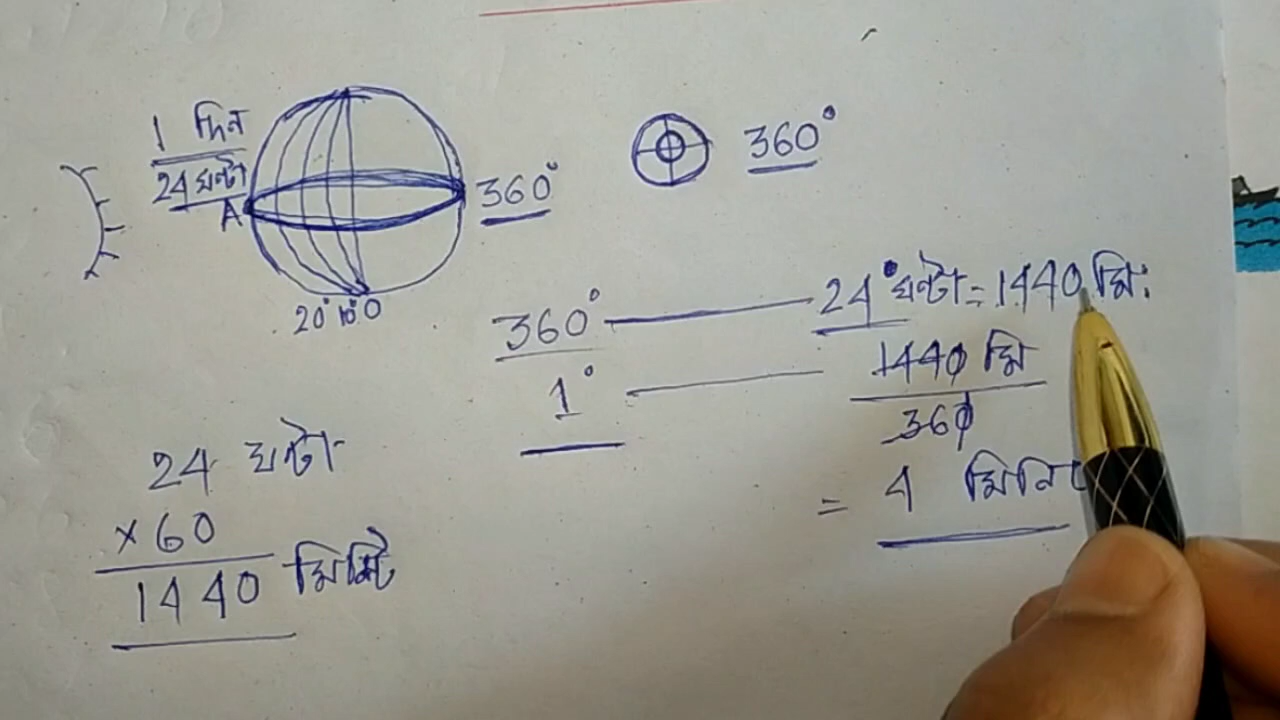 1 দিন
24 ঘন্টা
A
360°
360°
20° 10° 0
360° 24° ঘন্টা = 1440 মি:
1° 1440 মি
360
= 4 মিনি
24 ঘন্টা
× 60
1440 মিনিট